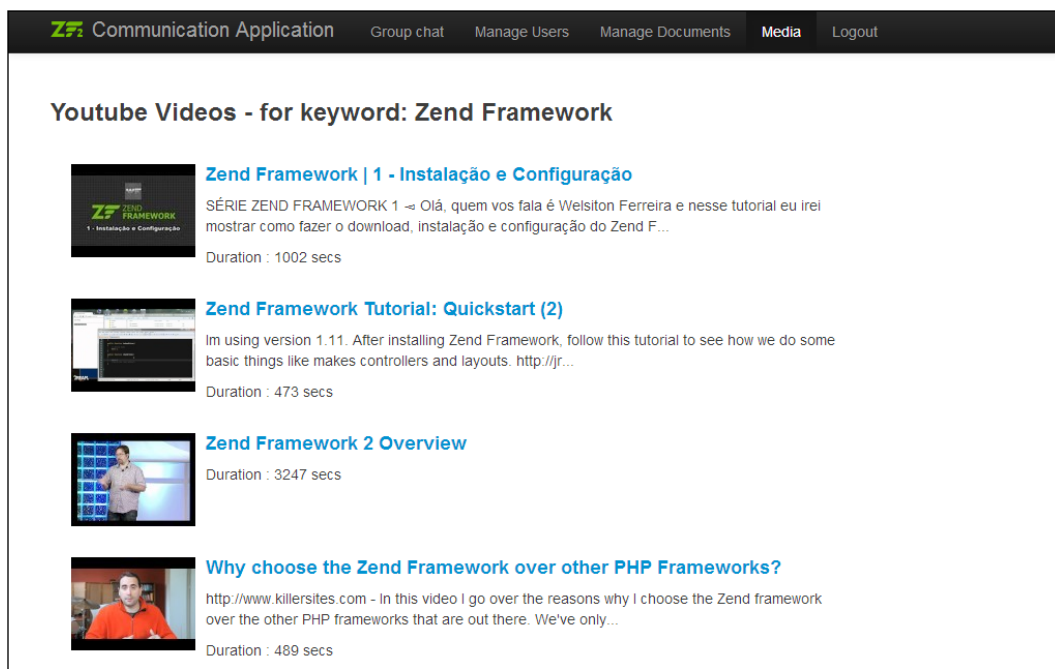 ZF2 Communication Application Group chat Manage Users Manage Documents Media Logout
Youtube Videos - for keyword: Zend Framework
ZEND
FRAMEWORK
1 - Instalação e Configuração
Zend Framework | 1 - Instalação e Configuração
SÉRIE ZEND FRAMEWORK 1 ⊲ Olá, quem vos fala é Welsiton Ferreira e nesse tutorial eu irei
mostrar como fazer o download, instalação e configuração do Zend F...
Duration : 1002 secs
Zend Framework Tutorial: Quickstart (2)
Im using version 1.11. After installing Zend Framework, follow this tutorial to see how we do some
basic things like makes controllers and layouts. http://jr...
Duration : 473 secs
Zend Framework 2 Overview
Duration : 3247 secs
Why choose the Zend Framework over other PHP Frameworks?
http://www.killersites.com - In this video I go over the reasons why I choose the Zend framework
over the other PHP frameworks that are out there. We've only...
Duration : 489 secs